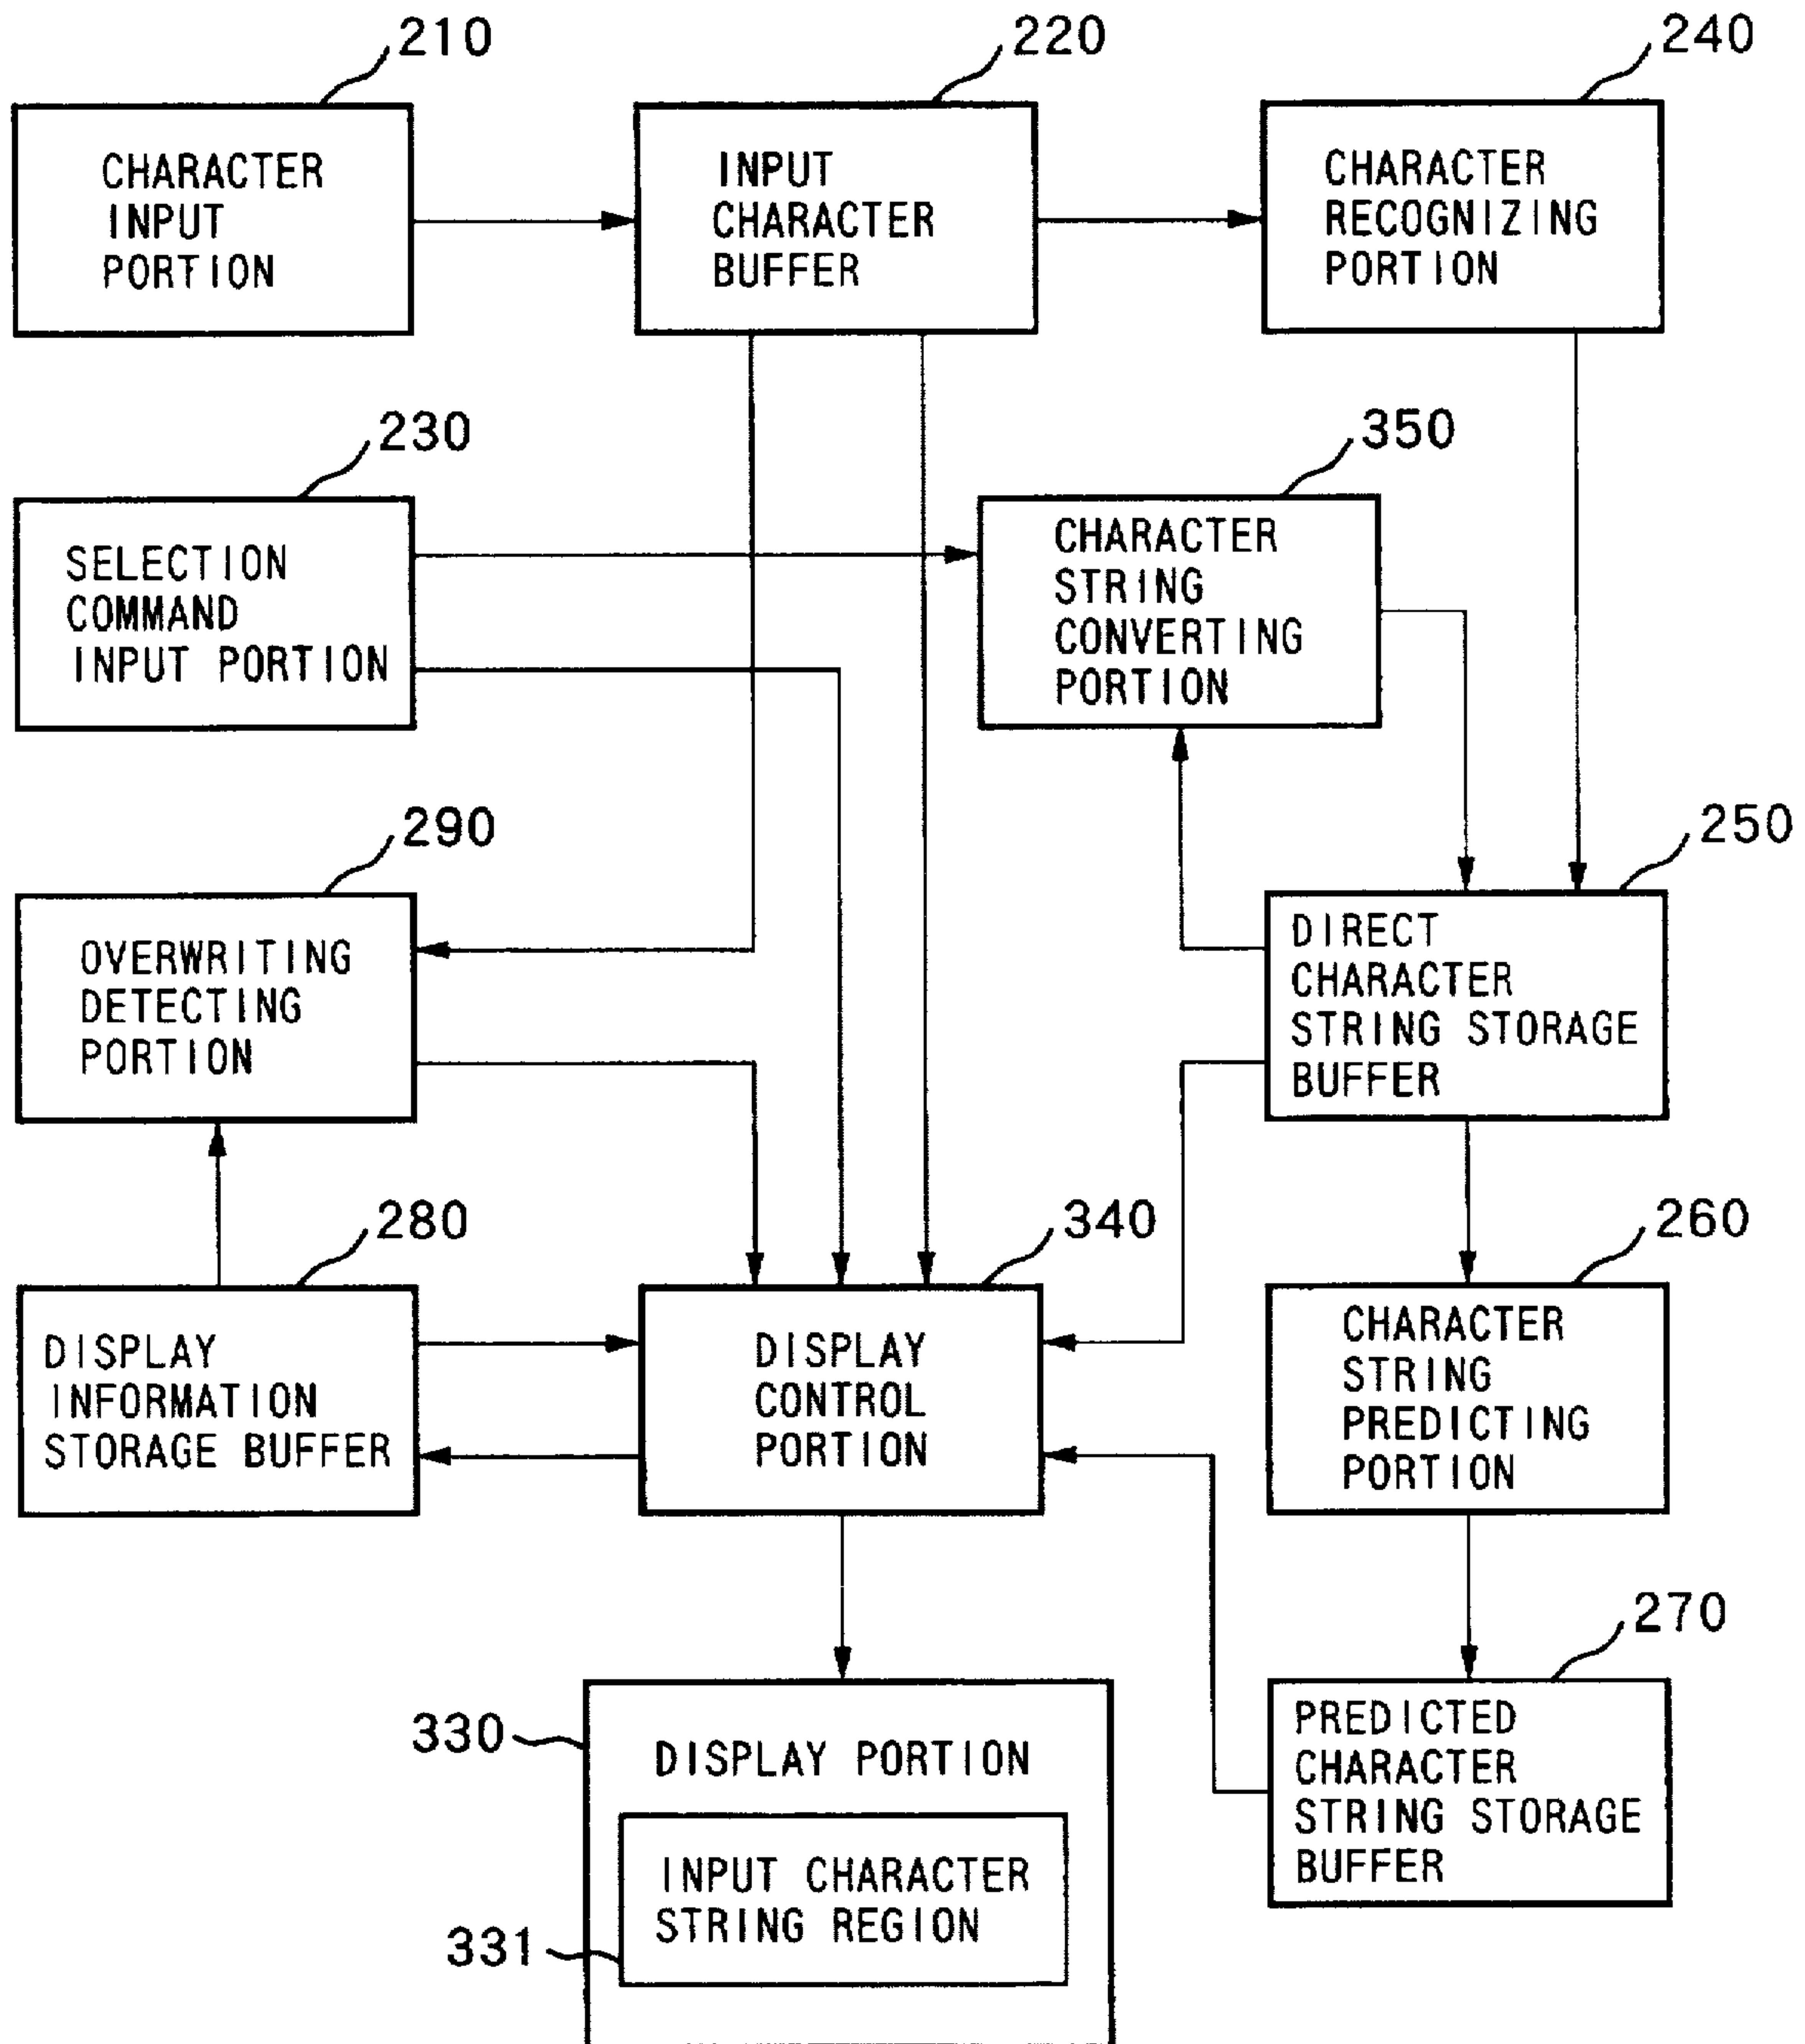 210
CHARACTER
INPUT
PORTION
220
INPUT
CHARACTER
BUFFER
240
CHARACTER
RECOGNIZING
PORTION
230
SELECTION
COMMAND
INPUT PORTION
350
CHARACTER
STRING
CONVERTING
PORTION
290
OVERWRITING
DETECTING
PORTION
250
DIRECT
CHARACTER
STRING STORAGE
BUFFER
280
DISPLAY
INFORMATION
STORAGE BUFFER
340
DISPLAY
CONTROL
PORTION
260
CHARACTER
STRING
PREDICTING
PORTION
330
DISPLAY PORTION
331
INPUT CHARACTER
STRING REGION
270
PREDICTED
CHARACTER
STRING STORAGE
BUFFER